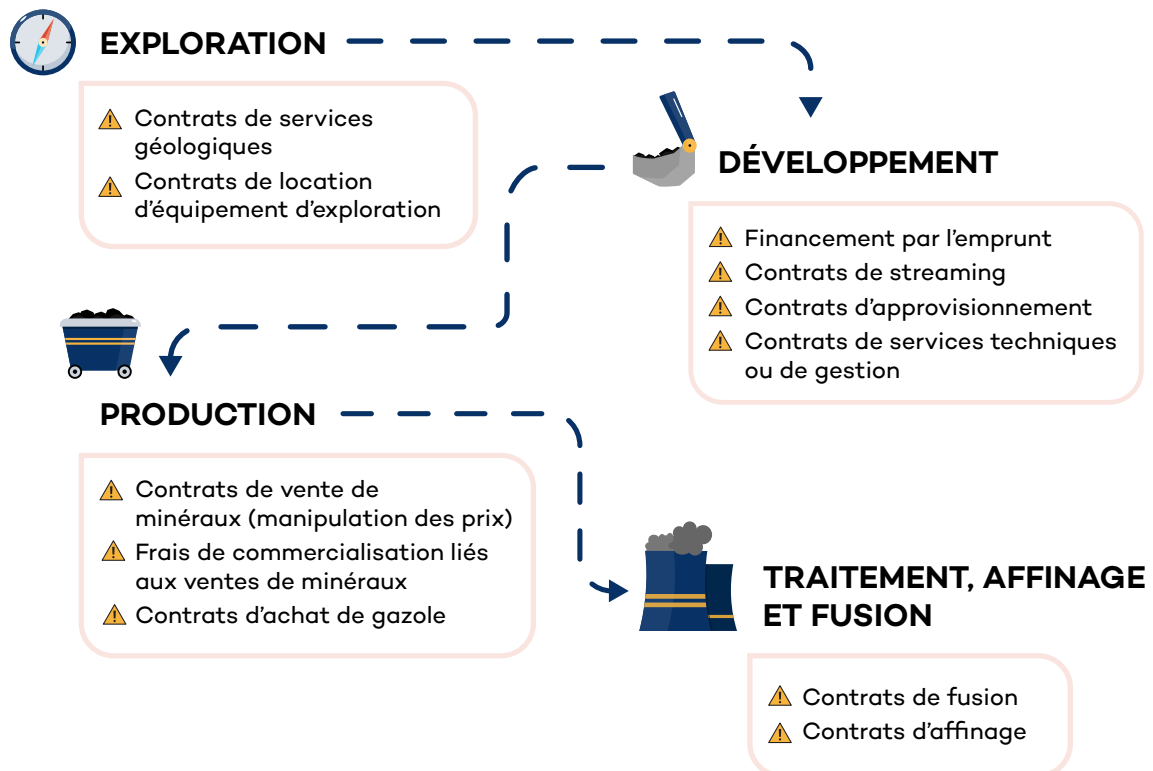 EXPLORATION
Contrats de services
géologiques
Contrats de location
d’équipement d’exploration
DÉVELOPPEMENT
Financement par l’emprunt
Contrats de streaming
Contrats d’approvisionnement
Contrats de services techniques
ou de gestion
PRODUCTION
Contrats de vente de
minéraux (manipulation des prix)
Frais de commercialisation liés
aux ventes de minéraux
Contrats d’achat de gazole
TRAITEMENT, AFFINAGE
ET FUSION
Contrats de fusion
Contrats d’affinage